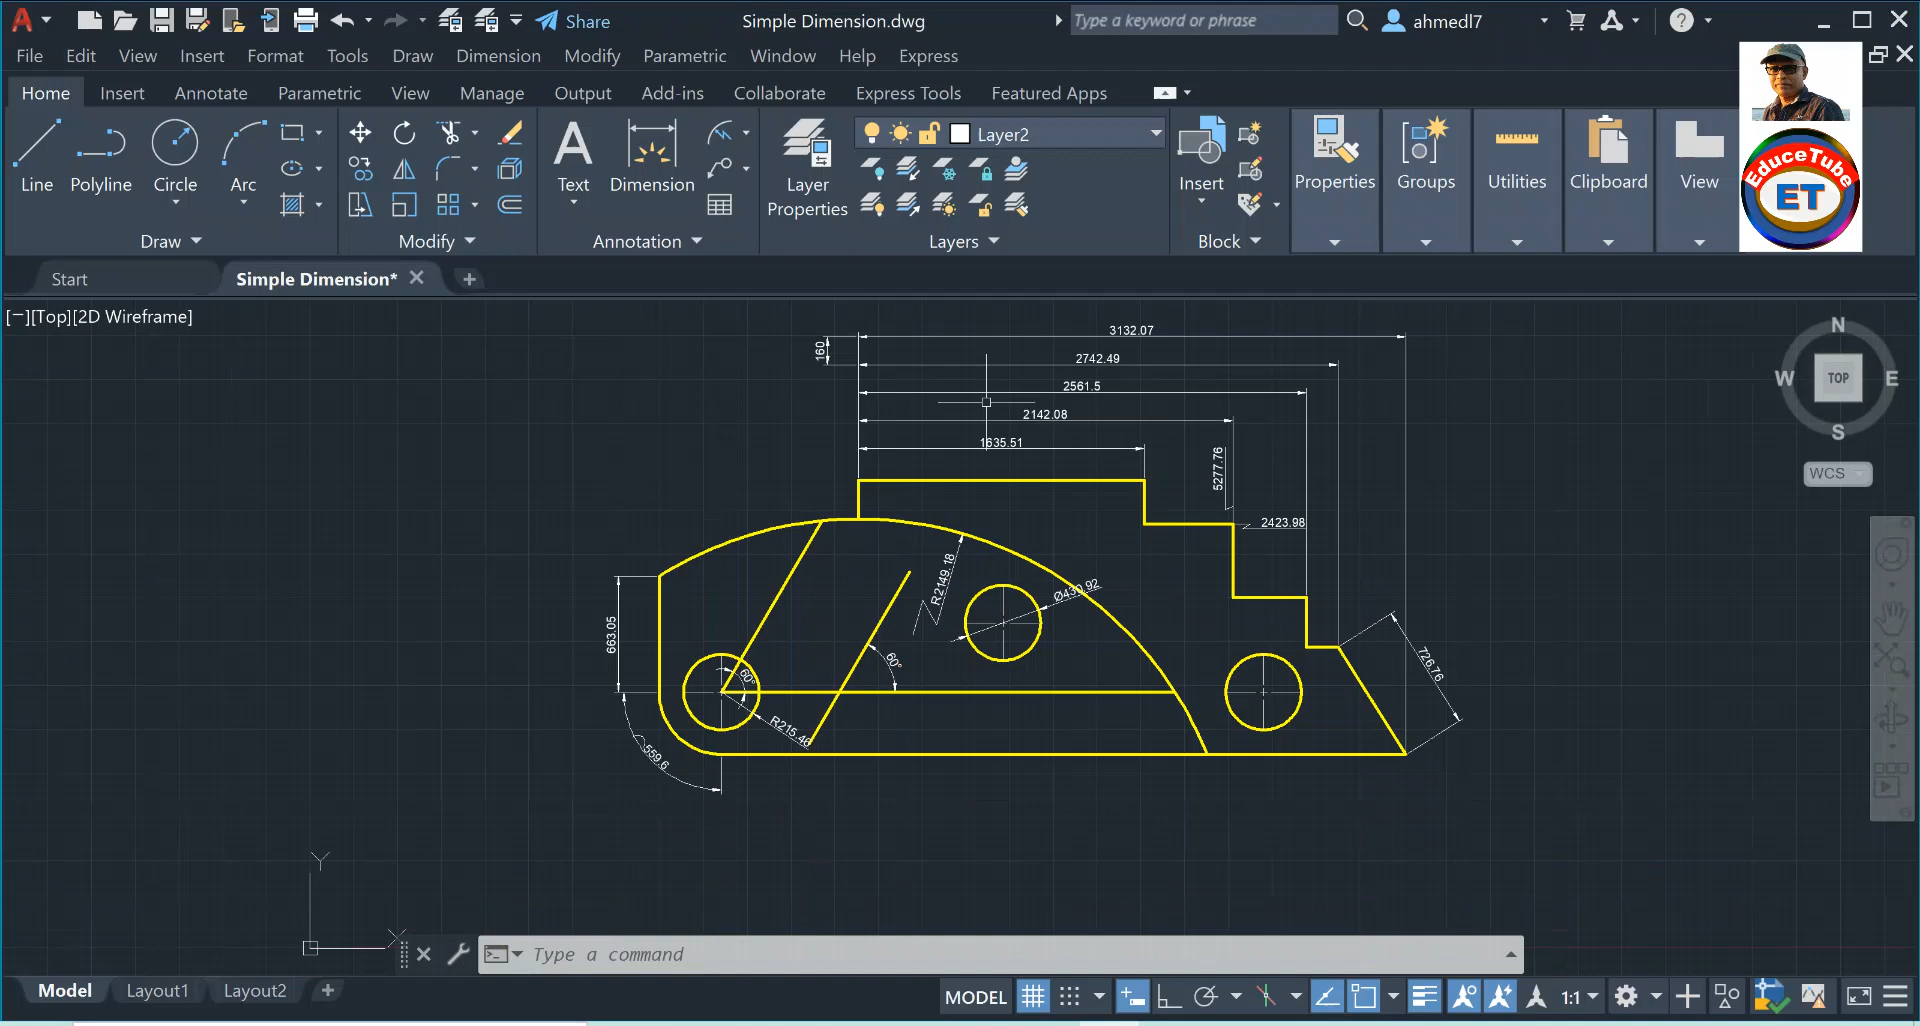 Share
Simple Dimension.dwg
Type a keyword or phrase
ahmedl7
File Edit View Insert Format Tools Draw Dimension Modify Parametric Window Help Express
Home Insert Annotate Parametric View Manage Output Add-ins Collaborate Express Tools Featured Apps
Line Polyline Circle Arc
Text Dimension
Layer Properties
Layer2
Insert
Properties Groups Utilities Clipboard View
Draw Modify Annotation Layers Block
EduceTube
ET
Start Simple Dimension*
[−][Top][2D Wireframe]
3132.07
160
2742.49
2561.5
2142.08
1635.51
5277.76
2423.98
R2149.18
Ø430.92
663.05
60°
60°
726.76
R215.46
559.6
N
W TOP E
S
WCS
Y
X
Type a command
Model Layout1 Layout2
MODEL 1:1